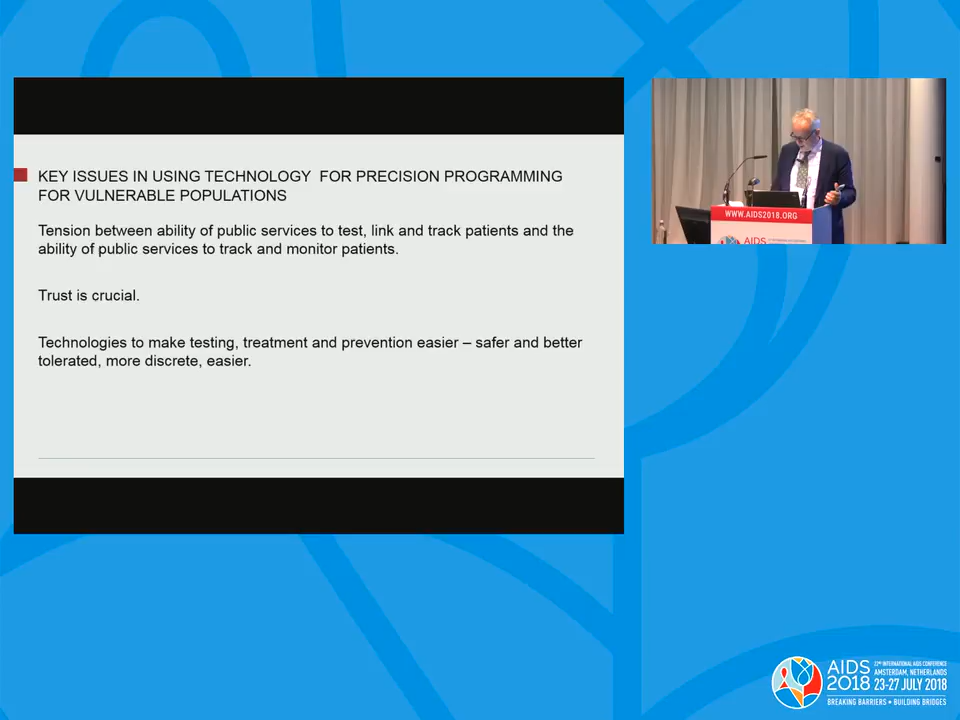 KEY ISSUES IN USING TECHNOLOGY FOR PRECISION PROGRAMMING
FOR VULNERABLE POPULATIONS
Tension between ability of public services to test, link and track patients and the
ability of public services to track and monitor patients.
Trust is crucial.
Technologies to make testing, treatment and prevention easier – safer and better
tolerated, more discrete, easier.
WWW.AIDS2018.ORG
AIDS
AIDS
2018
22ND INTERNATIONAL AIDS CONFERENCE
AMSTERDAM, NETHERLANDS
23-27 JULY 2018
BREAKING BARRIERS • BUILDING BRIDGES